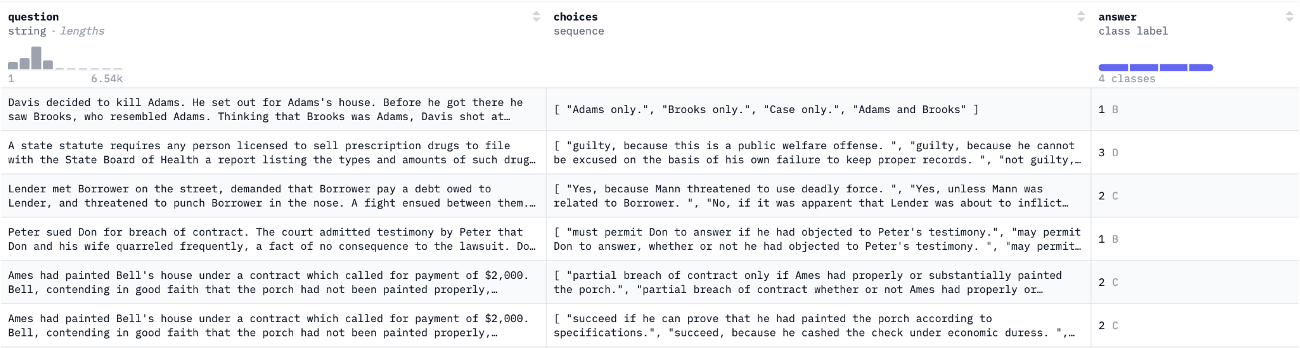 question
string · lengths
1
6.54k
choices
sequence
answer
class label
4 classes
Davis decided to kill Adams. He set out for Adams's house. Before he got there he
saw Brooks, who resembled Adams. Thinking that Brooks was Adams, Davis shot at…
[ "Adams only.", "Brooks only.", "Case only.", "Adams and Brooks" ]
1 B
A state statute requires any person licensed to sell prescription drugs to file
with the State Board of Health a report listing the types and amounts of such drug…
[ "guilty, because this is a public welfare offense. ", "guilty, because he cannot
be excused on the basis of his own failure to keep proper records. ", "not guilty,…
3 D
Lender met Borrower on the street, demanded that Borrower pay a debt owed to
Lender, and threatened to punch Borrower in the nose. A fight ensued between them.…
[ "Yes, because Mann threatened to use deadly force. ", "Yes, unless Mann was
related to Borrower. ", "No, if it was apparent that Lender was about to inflict…
2 C
Peter sued Don for breach of contract. The court admitted testimony by Peter that
Don and his wife quarreled frequently, a fact of no consequence to the lawsuit. Do…
[ "must permit Don to answer if he had objected to Peter's testimony.", "may permit
Don to answer, whether or not he had objected to Peter's testimony. ", "may permit…
1 B
Ames had painted Bell's house under a contract which called for payment of $2,000.
Bell, contending in good faith that the porch had not been painted properly,…
[ "partial breach of contract only if Ames had properly or substantially painted
the porch.", "partial breach of contract whether or not Ames had properly or…
2 C
Ames had painted Bell's house under a contract which called for payment of $2,000.
Bell, contending in good faith that the porch had not been painted properly,…
[ "succeed if he can prove that he had painted the porch according to
specifications.", "succeed, because he cashed the check under economic duress. ",…
2 C